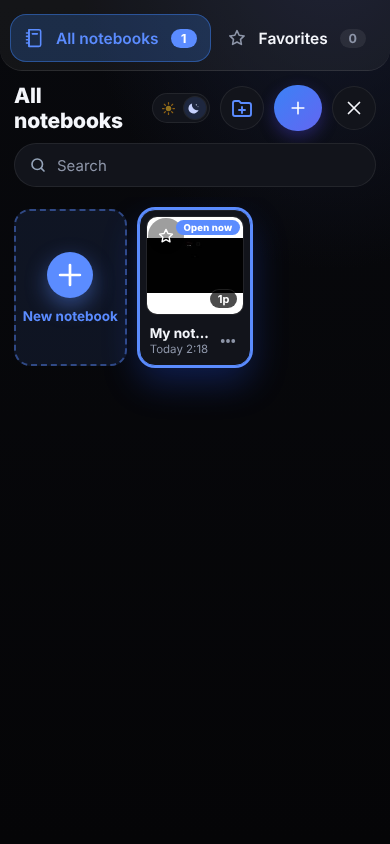 All notebooks 1
Favorites 0
All
notebooks
Search
Open now
1p
New notebook
My not...
Today 2:18